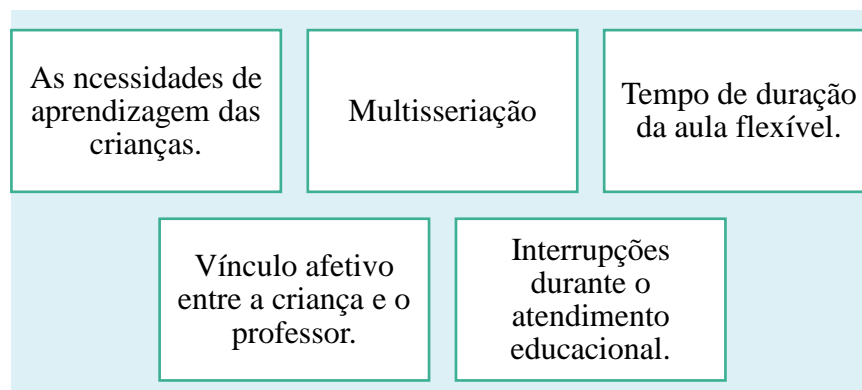 As ncessidades de
aprendizagem das
crianças.
Multisseriação
Tempo de duração
da aula flexível.
Vínculo afetivo
entre a criança e o
professor.
Interrupções
durante o
atendimento
educacional.